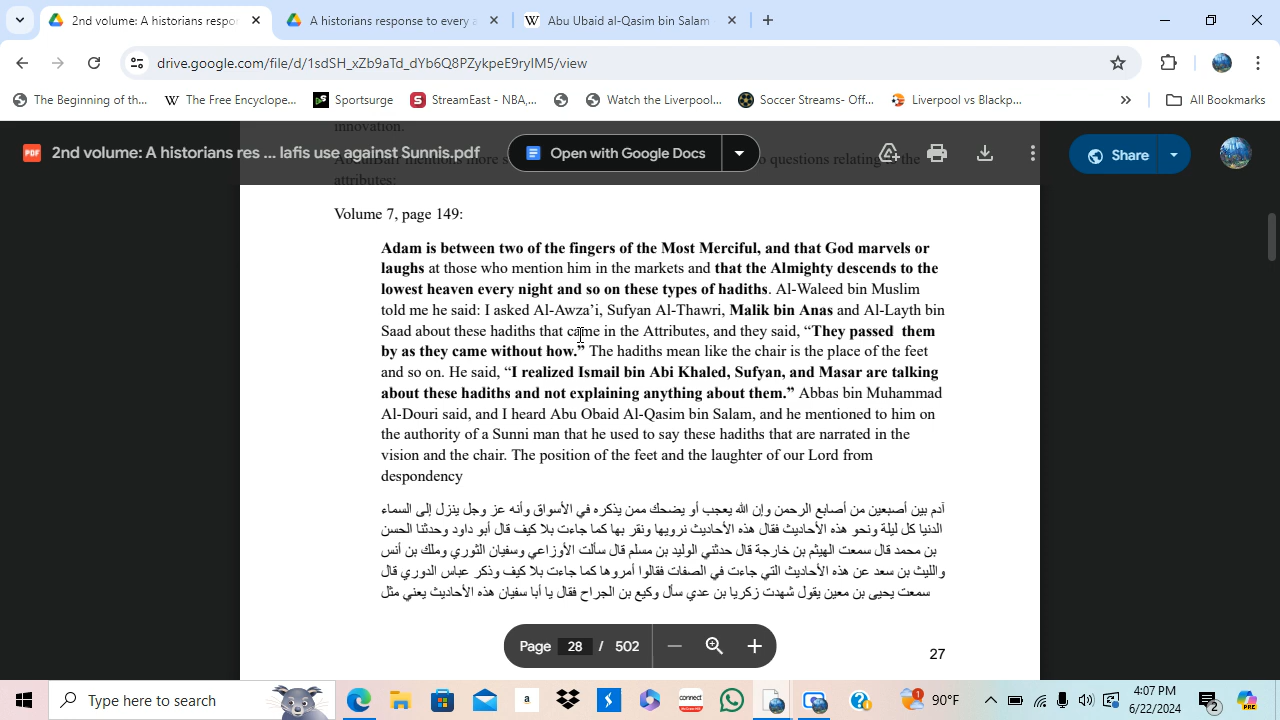 2nd volume: A historians respo
A historians response to every a
Abu Ubaid al-Qasim bin Salam
drive.google.com/file/d/1sdSH_xZb9aTd_dYb6Q8PZykpeE9rylM5/view
The Beginning of th...
The Free Encyclope...
Sportsurge
StreamEast - NBA,...
Watch the Liverpool...
Soccer Streams- Off...
Liverpool vs Blackp...
All Bookmarks
innovation.
2nd volume: A historians res ... lafis use against Sunnis.pdf
Open with Google Docs
Share
questions relating
the
attributes:
Volume 7, page 149:
Adam is between two of the fingers of the Most Merciful, and that God marvels or
laughs at those who mention him in the markets and that the Almighty descends to the
lowest heaven every night and so on these types of hadiths. Al-Waleed bin Muslim
told me he said: I asked Al-Awza'i, Sufyan Al-Thawri, Malik bin Anas and Al-Layth bin
Saad about these hadiths that came in the Attributes, and they said, “They passed them
by as they came without how.” The hadiths mean like the chair is the place of the feet
and so on. He said, “I realized Ismail bin Abi Khaled, Sufyan, and Masar are talking
about these hadiths and not explaining anything about them.” Abbas bin Muhammad
Al-Douri said, and I heard Abu Obaid Al-Qasim bin Salam, and he mentioned to him on
the authority of a Sunni man that he used to say these hadiths that are narrated in the
vision and the chair. The position of the feet and the laughter of our Lord from
despondency
آدم بين أصبعين من أصابع الرحمن وإن الله يعجب أو يضحك ممن يذكره في الأسواق وأنه عز وجل ينزل إلى السماء
الدنيا كل ليلة ونحو هذه الأحاديث فقال هذه الأحاديث نرويها ونقر بها كما جاءت بلا كيف قال أبو داود وحدثنا الحسن
بن محمد قال سمعت الهيثم بن خارجة قال حدثني الوليد بن مسلم قال سألت الأوزاعي وسفيان الثوري وملك بن أنس
والليث بن سعد عن هذه الأحاديث التي جاءت في الصفات فقالوا أمروها كما جاءت بلا كيف وذكر عباس الدوري قال
سمعت يحيى بن معين يقول شهدت زكريا بن عدي سأل وكيع بن الجراح فقال يا أبا سفيان هذه الأحاديث يعني مثل
Page 28 / 502
27
Type here to search
90°F
4:07 PM
6/22/2024
2